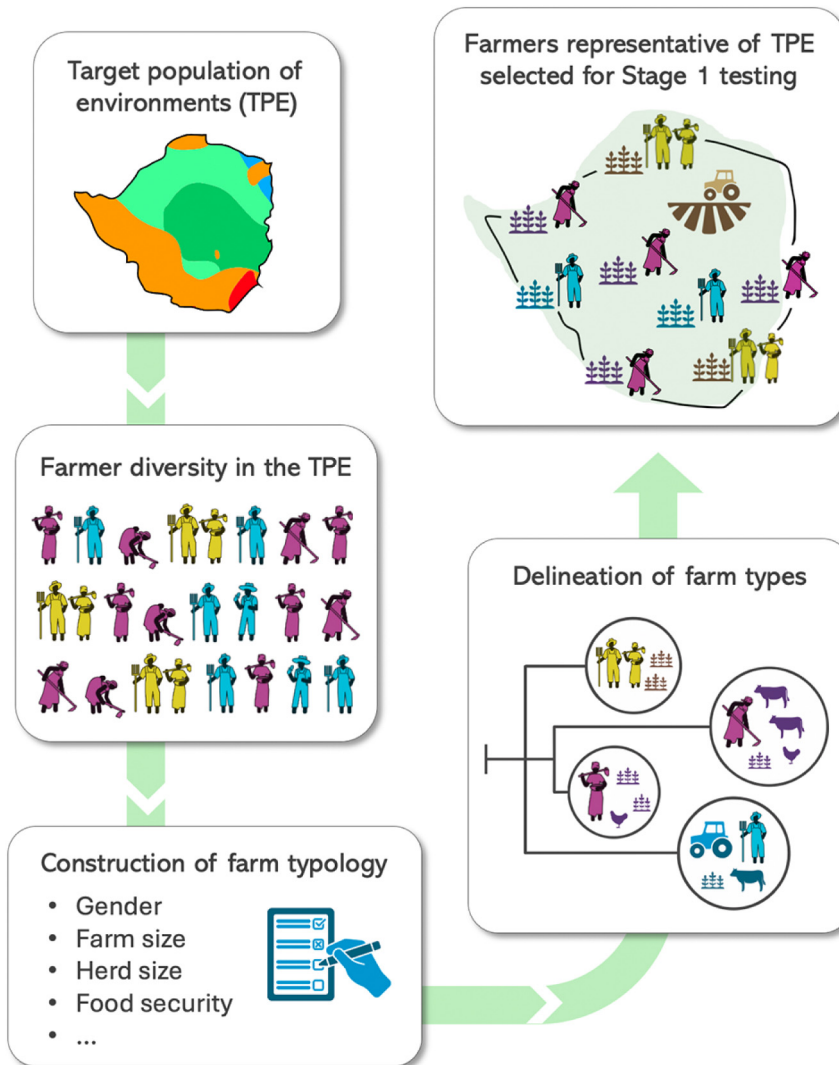 Target population of
environments (TPE)
Farmer diversity in the TPE
Construction of farm typology
• Gender
• Farm size
• Herd size
• Food security
• ...
Delineation of farm types
Farmers representative of TPE
selected for Stage 1 testing